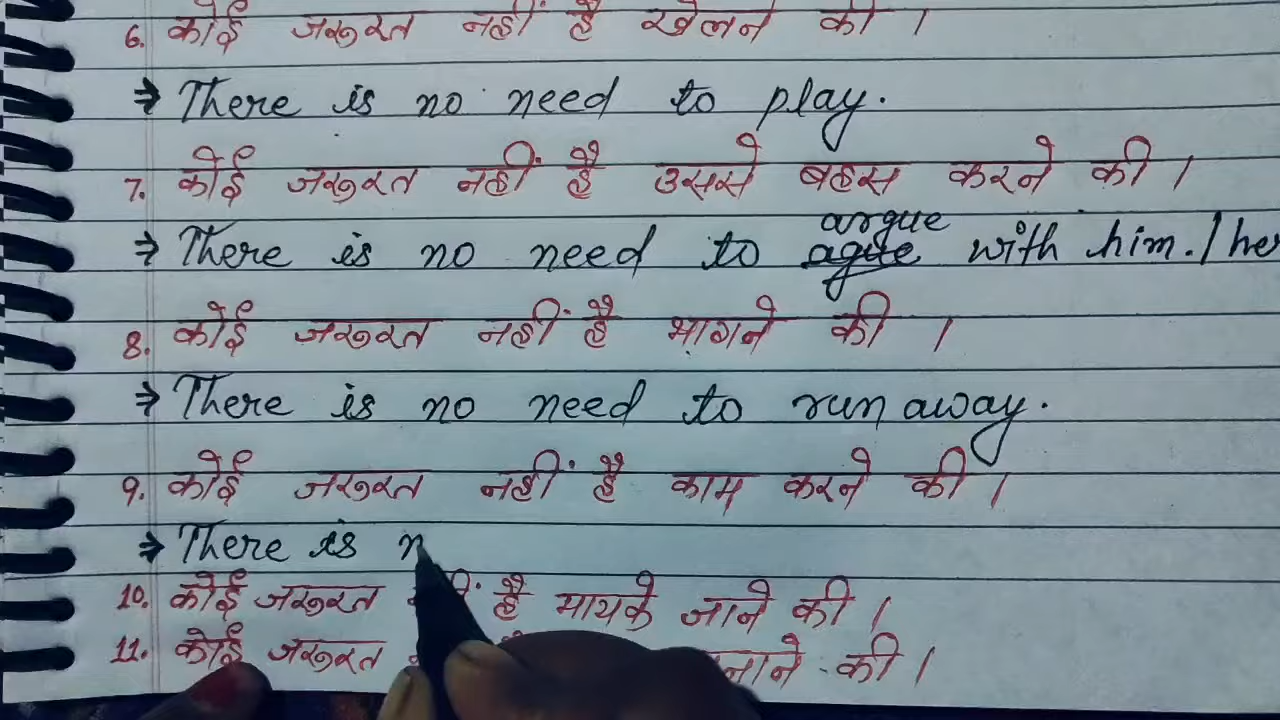 6. कोई जरूरत नहीं है खेलने की ।
→ There is no need to play.
7. कोई जरूरत नहीं है उससे बहस करने की ।
argue
→ There is no need to ague with him. / he
8. कोई जरूरत नहीं है भागने की ।
→ There is no need to run away.
9. कोई जरूरत नहीं है काम करने की ।
→ There is n
10. कोई जरूरत है मायके जाने की ।
11. कोई जरूरत की ।